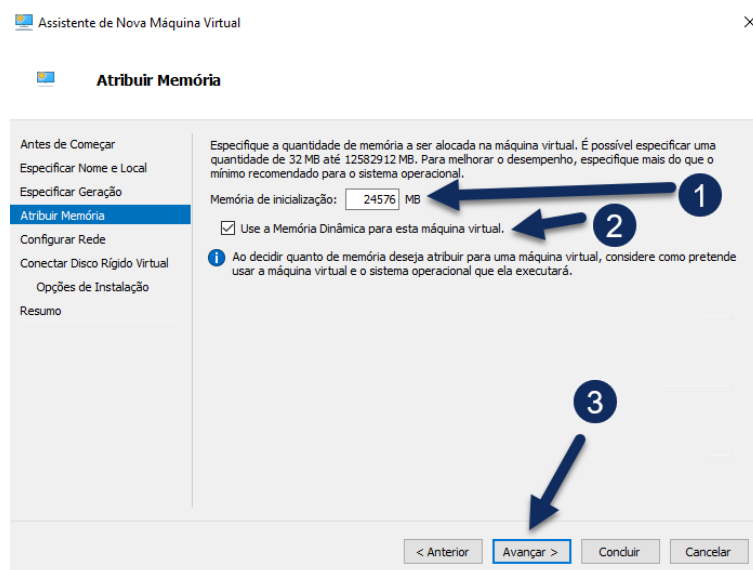 Assistente de Nova Máquina Virtual
Atribuir Memória
Antes de Começar
Especificar Nome e Local
Especificar Geração
Atribuir Memória
Configurar Rede
Conectar Disco Rígido Virtual
Opções de Instalação
Resumo
Especifique a quantidade de memória a ser alocada na máquina virtual. É possível especificar uma
quantidade de 32 MB até 12582912 MB. Para melhorar o desempenho, especifique mais do que o
mínimo recomendado para o sistema operacional.
Memória de inicialização: 24576 MB
1
Use a Memória Dinâmica para esta máquina virtual.
2
Ao decidir quanto de memória deseja atribuir para uma máquina virtual, considere como pretende
usar a máquina virtual e o sistema operacional que ela executará.
3
< Anterior Avançar > Concluir Cancelar